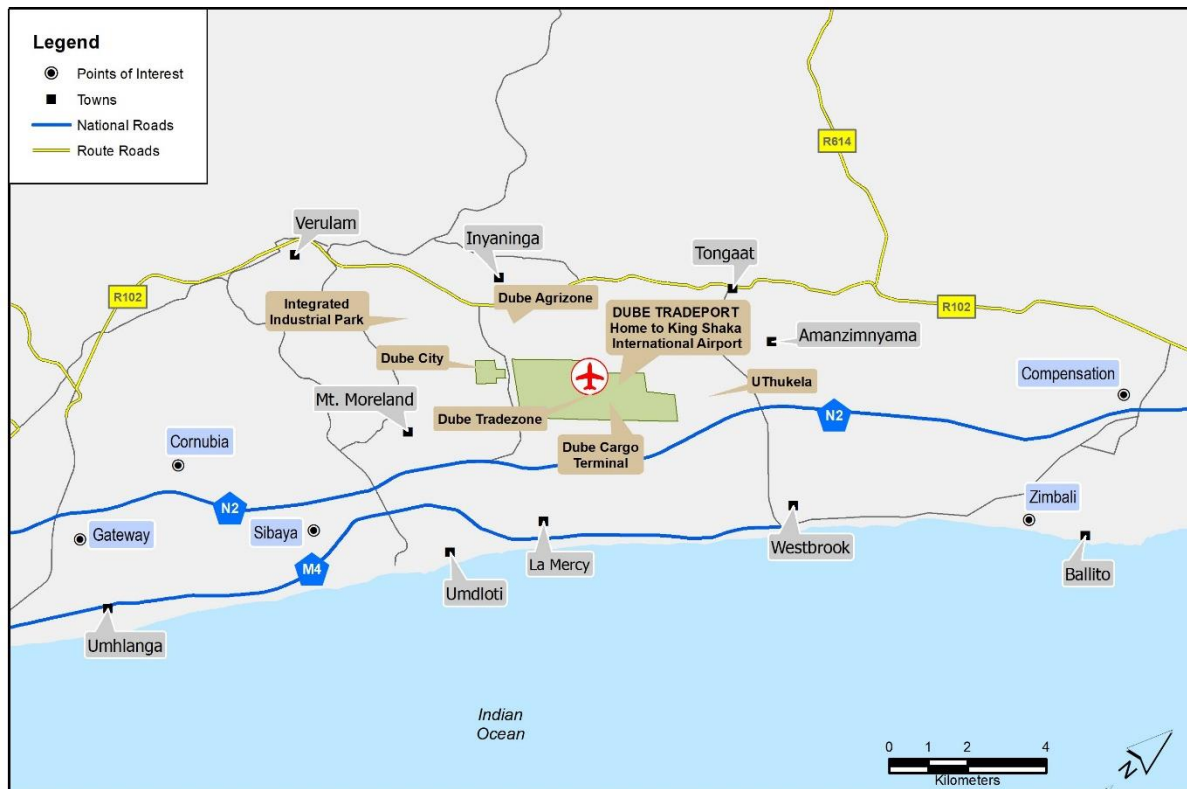 Legend
Points of Interest
Towns
National Roads
Route Roads
R614
Verulam
Inyaninga
Tongaat
R102
Integrated
Industrial Park
Dube Agrizone
DUBE TRADEPORT
Home to King Shaka
International Airport
R102
Amanzimnyama
Dube City
UThukela
Compensation
Mt. Moreland
Dube Tradezone
N2
Cornubia
Dube Cargo
Terminal
N2
Zimbali
Gateway
Sibaya
Westbrook
M4
La Mercy
Ballito
Umdloti
Umhlanga
Indian
Ocean
0 1 2 4
Kilometers
N